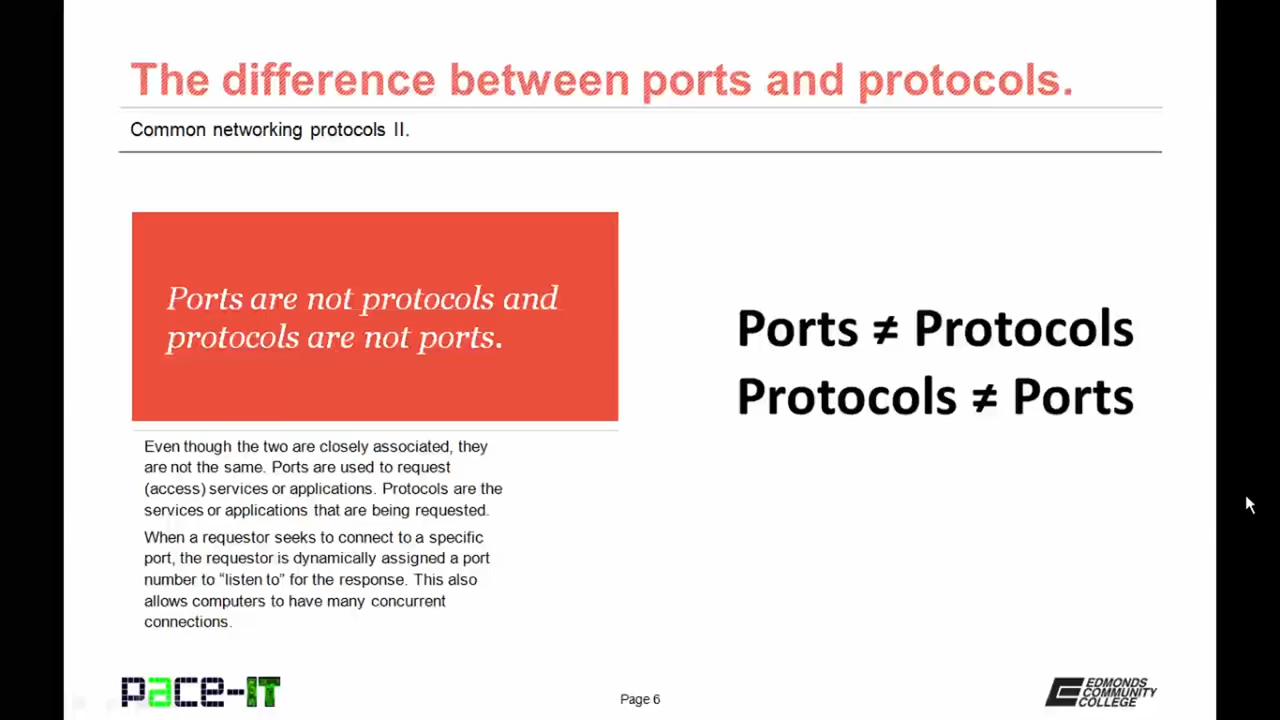 The difference between ports and protocols.
Common networking protocols II.
Ports are not protocols and
protocols are not ports.
Ports ≠ Protocols
Protocols ≠ Ports
Even though the two are closely associated, they
are not the same. Ports are used to request
(access) services or applications. Protocols are the
services or applications that are being requested.
When a requestor seeks to connect to a specific
port, the requestor is dynamically assigned a port
number to “listen to” for the response. This also
allows computers to have many concurrent
connections.
pace-IT
Page 6
EDMONDS
COMMUNITY
COLLEGE